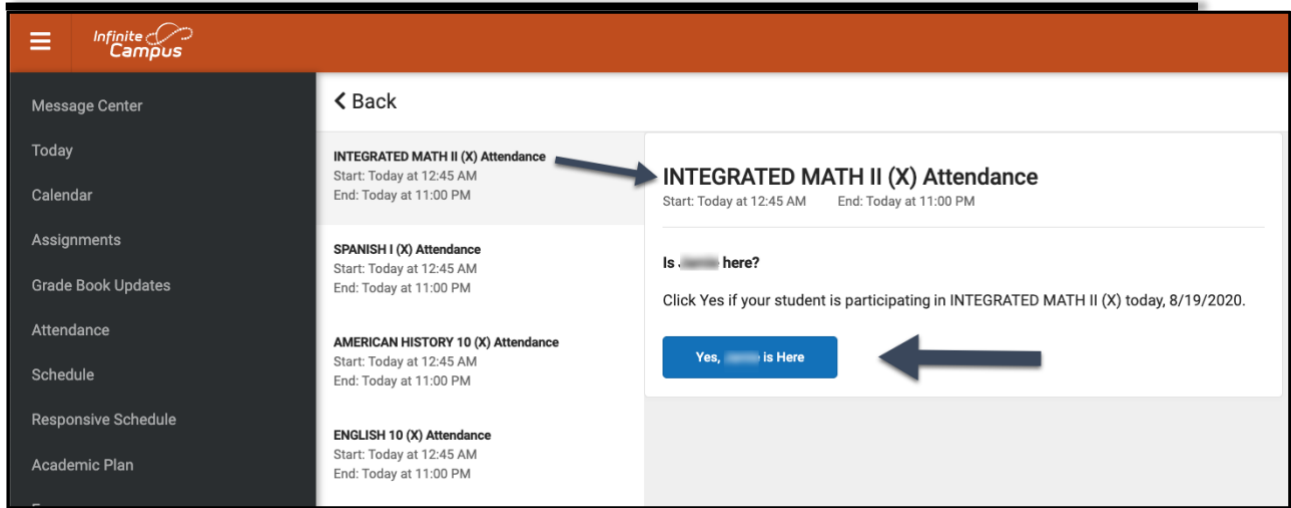 Infinite
Campus
Message Center
Today
Calendar
Assignments
Grade Book Updates
Attendance
Schedule
Responsive Schedule
Academic Plan
Back
INTEGRATED MATH II (X) Attendance
Start: Today at 12:45 AM
End: Today at 11:00 PM
SPANISH I (X) Attendance
Start: Today at 12:45 AM
End: Today at 11:00 PM
AMERICAN HISTORY 10 (X) Attendance
Start: Today at 12:45 AM
End: Today at 11:00 PM
ENGLISH 10 (X) Attendance
Start: Today at 12:45 AM
End: Today at 11:00 PM
INTEGRATED MATH II (X) Attendance
Start: Today at 12:45 AM End: Today at 11:00 PM
Is here?
Click Yes if your student is participating in INTEGRATED MATH II (X) today, 8/19/2020.
Yes, is Here